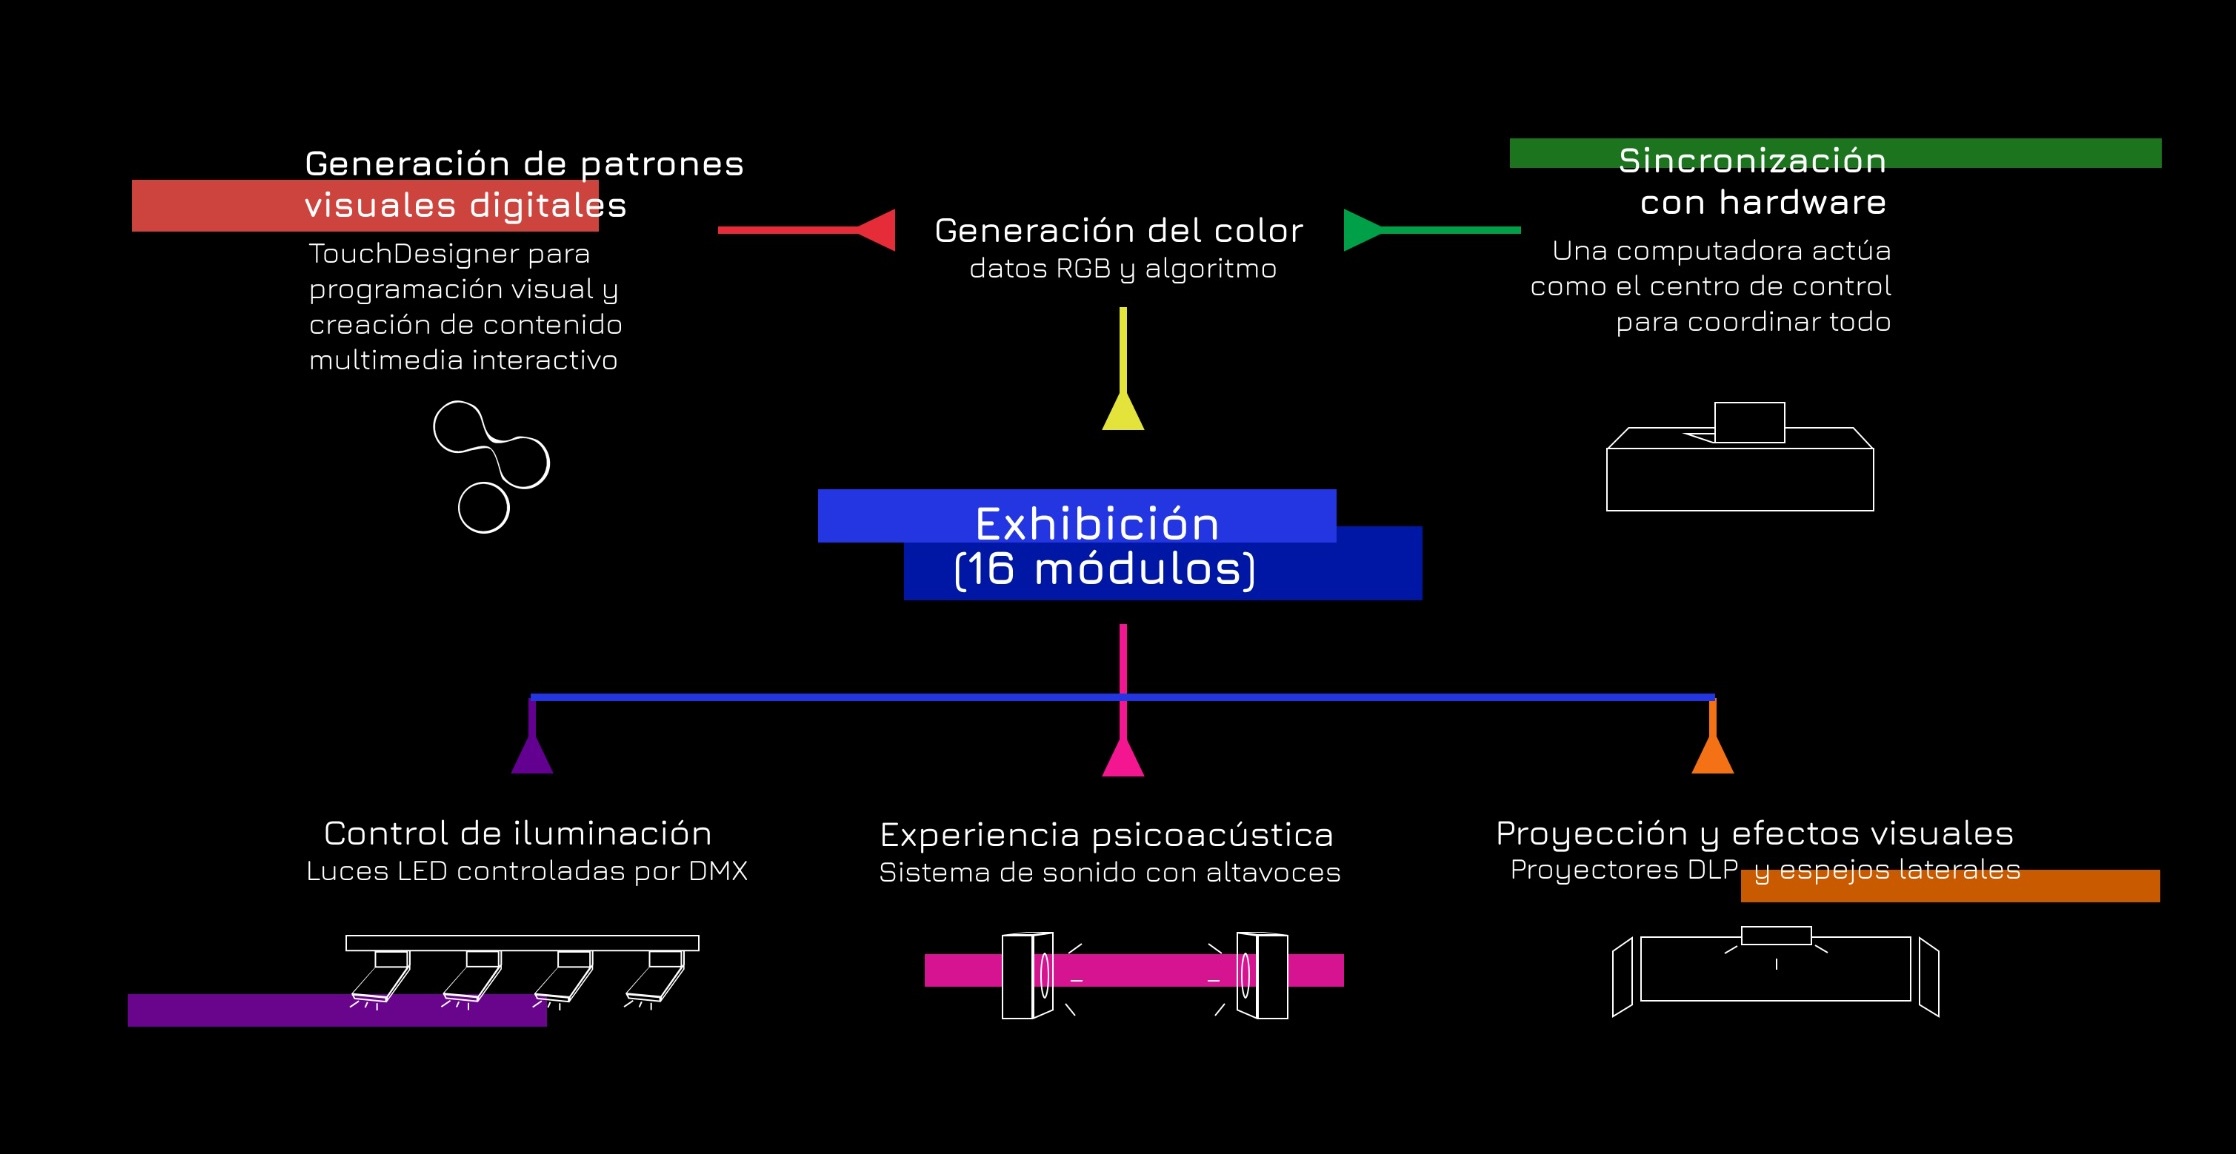 Generación de patrones
visuales digitales
TouchDesigner para
programación visual y
creación de contenido
multimedia interactivo
Generación del color
datos RGB y algoritmo
Sincronización
con hardware
Una computadora actúa
como el centro de control
para coordinar todo
Exhibición
(16 módulos)
Control de iluminación
Luces LED controladas por DMX
Experiencia psicoacústica
Sistema de sonido con altavoces
Proyección y efectos visuales
Proyectores DLP y espejos laterales